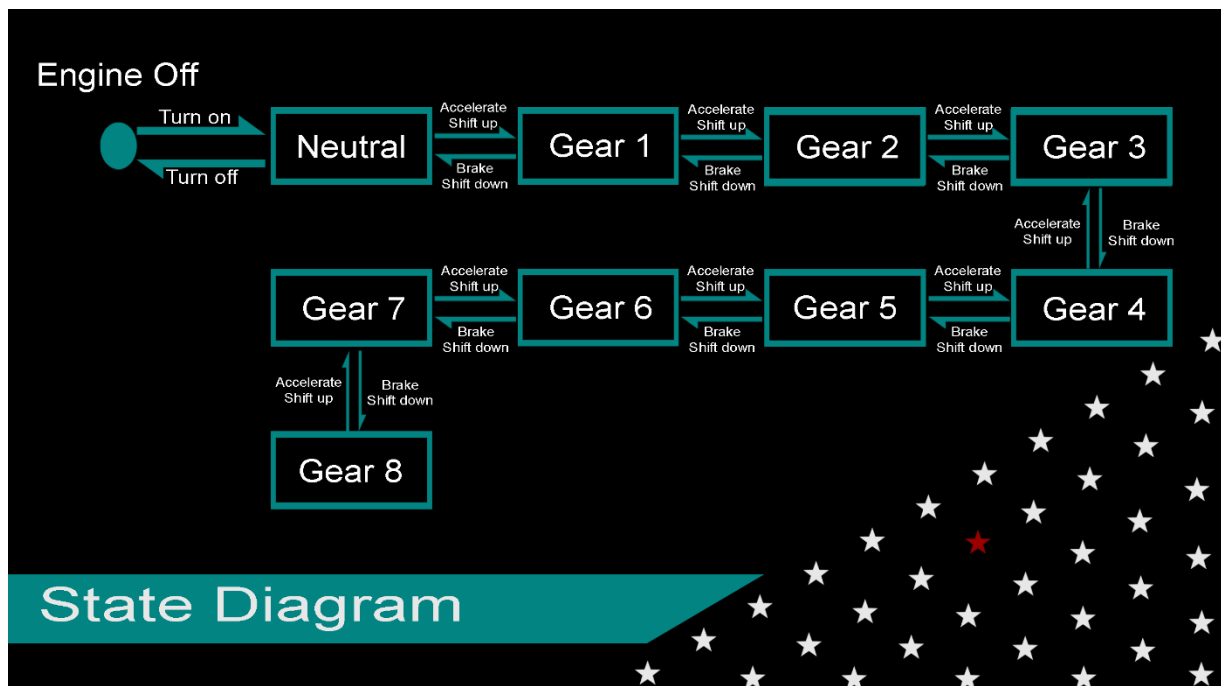 Engine Off
Turn on
Turn off
Neutral
Accelerate
Shift up
Brake
Shift down
Gear 1
Accelerate
Shift up
Brake
Shift down
Gear 2
Accelerate
Shift up
Brake
Shift down
Gear 3
Accelerate
Shift up
Brake
Shift down
Gear 7
Accelerate
Shift up
Brake
Shift down
Gear 6
Accelerate
Shift up
Brake
Shift down
Gear 5
Accelerate
Shift up
Brake
Shift down
Gear 4
Accelerate
Shift up
Brake
Shift down
Gear 8
State Diagram